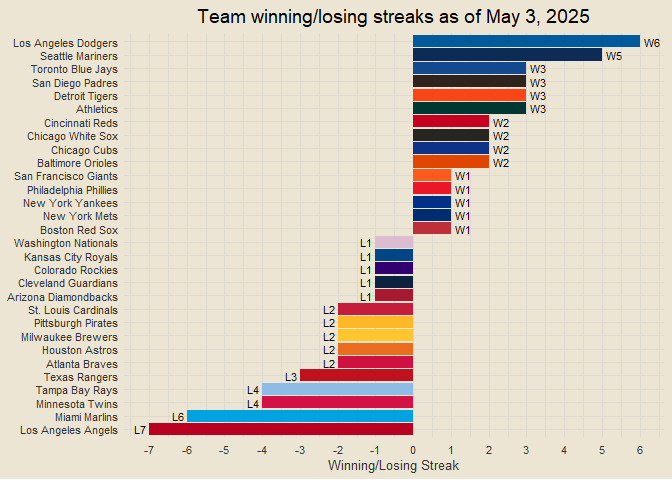 Team winning/losing streaks as of May 3, 2025
Los Angeles Dodgers W6
Seattle Mariners W5
Toronto Blue Jays W3
San Diego Padres W3
Detroit Tigers W3
Athletics W3
Cincinnati Reds W2
Chicago White Sox W2
Chicago Cubs W2
Baltimore Orioles W2
San Francisco Giants W1
Philadelphia Phillies W1
New York Yankees W1
New York Mets W1
Boston Red Sox W1
Washington Nationals L1
Kansas City Royals L1
Colorado Rockies L1
Cleveland Guardians L1
Arizona Diamondbacks L1
St. Louis Cardinals L2
Pittsburgh Pirates L2
Milwaukee Brewers L2
Houston Astros L2
Atlanta Braves L2
Texas Rangers L3
Tampa Bay Rays L4
Minnesota Twins L4
Miami Marlins L6
Los Angeles Angels L7
-7 -6 -5 -4 -3 -2 -1 0 1 2 3 4 5 6
Winning/Losing Streak